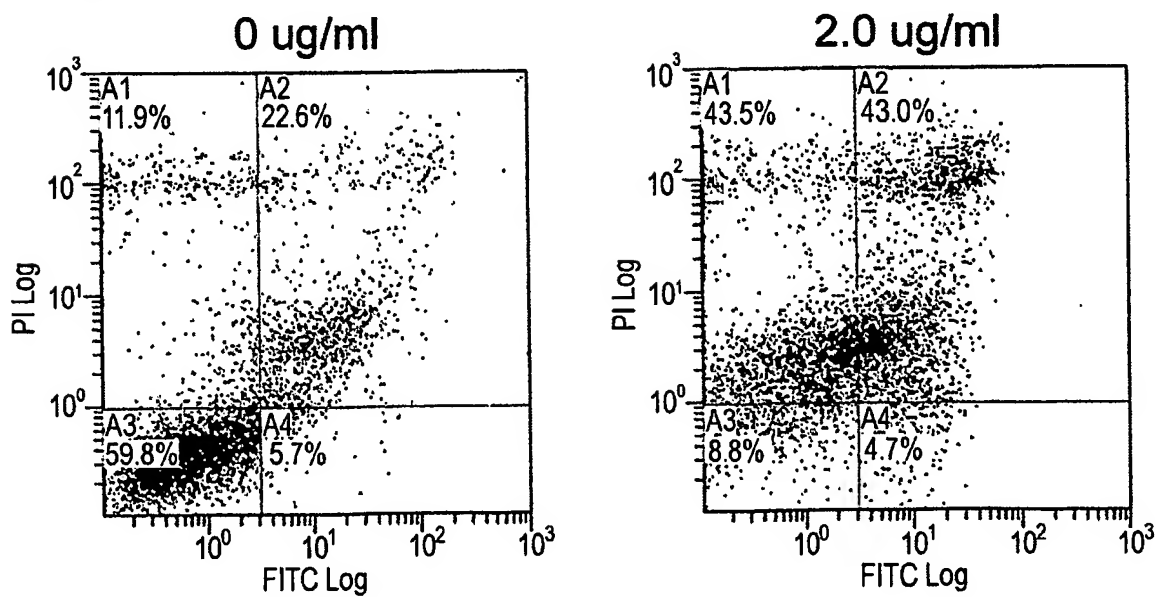 0 ug/ml
10³
A1
11.9%
A2
22.6%
10²
PI Log
10¹
10⁰
A3
59.8%
A4
5.7%
10⁰ 10¹ 10² 10³
FITC Log
2.0 ug/ml
10³
A1
43.5%
A2
43.0%
10²
PI Log
10¹
10⁰
A3
8.8%
A4
4.7%
10⁰ 10¹ 10² 10³
FITC Log